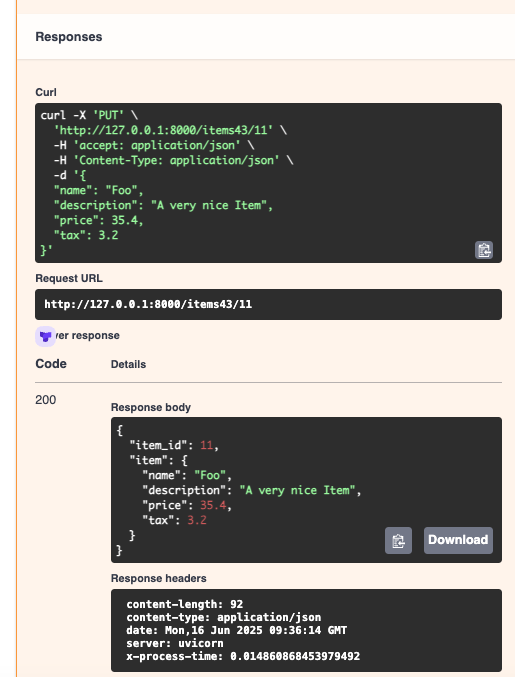 Responses
Curl
curl -X 'PUT' \
  'http://127.0.0.1:8000/items43/11' \
  -H 'accept: application/json' \
  -H 'Content-Type: application/json' \
  -d '{
  "name": "Foo",
  "description": "A very nice Item",
  "price": 35.4,
  "tax": 3.2
}'
Request URL
http://127.0.0.1:8000/items43/11
ver response
Code Details
200
Response body
{
  "item_id": 11,
  "item": {
    "name": "Foo",
    "description": "A very nice Item",
    "price": 35.4,
    "tax": 3.2
  }
}
Download
Response headers
content-length: 92
content-type: application/json
date: Mon,16 Jun 2025 09:36:14 GMT
server: uvicorn
x-process-time: 0.014860868453979492